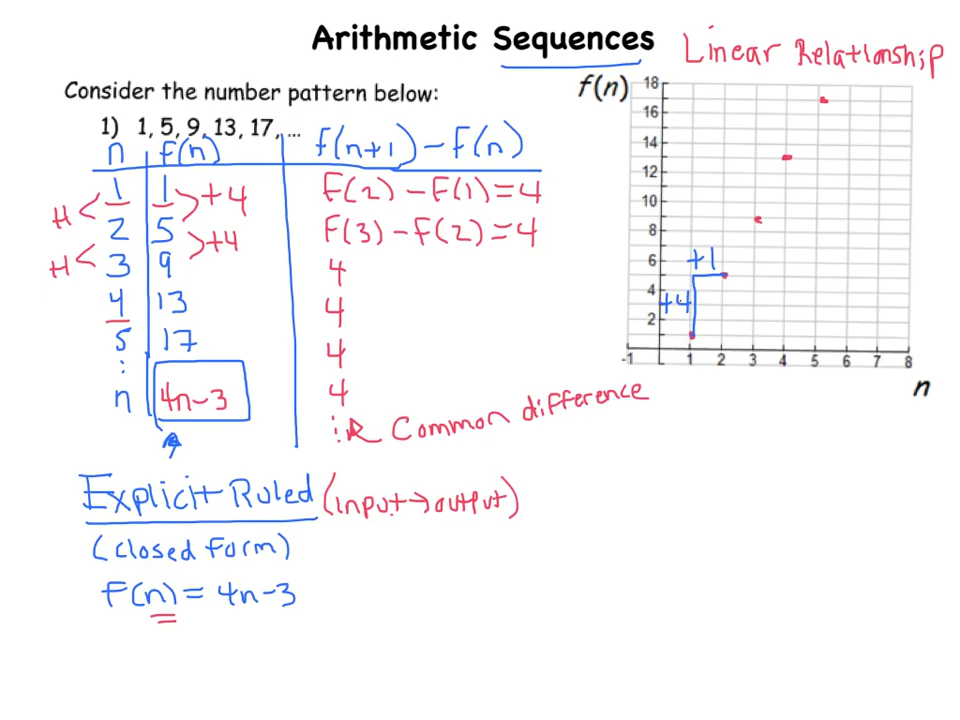 Arithmetic Sequences
Linear Relationship
Consider the number pattern below:
1) 1, 5, 9, 13, 17, ...
n f(n) f(n+1) - f(n)
1 1 F(2) - F(1) = 4
+1 +4
2 5 F(3) - F(2) = 4
+1 +4
3 9 4
4 13 4
5 17 4
⋮
n 4n-3 4
⋮ Common difference
Explicit Ruled (input→output)
(closed form)
F(n) = 4n-3
f(n)
18
16
14
12
10
8
6
4
2
+1
+4
-1 1 2 3 4 5 6 7 8
n